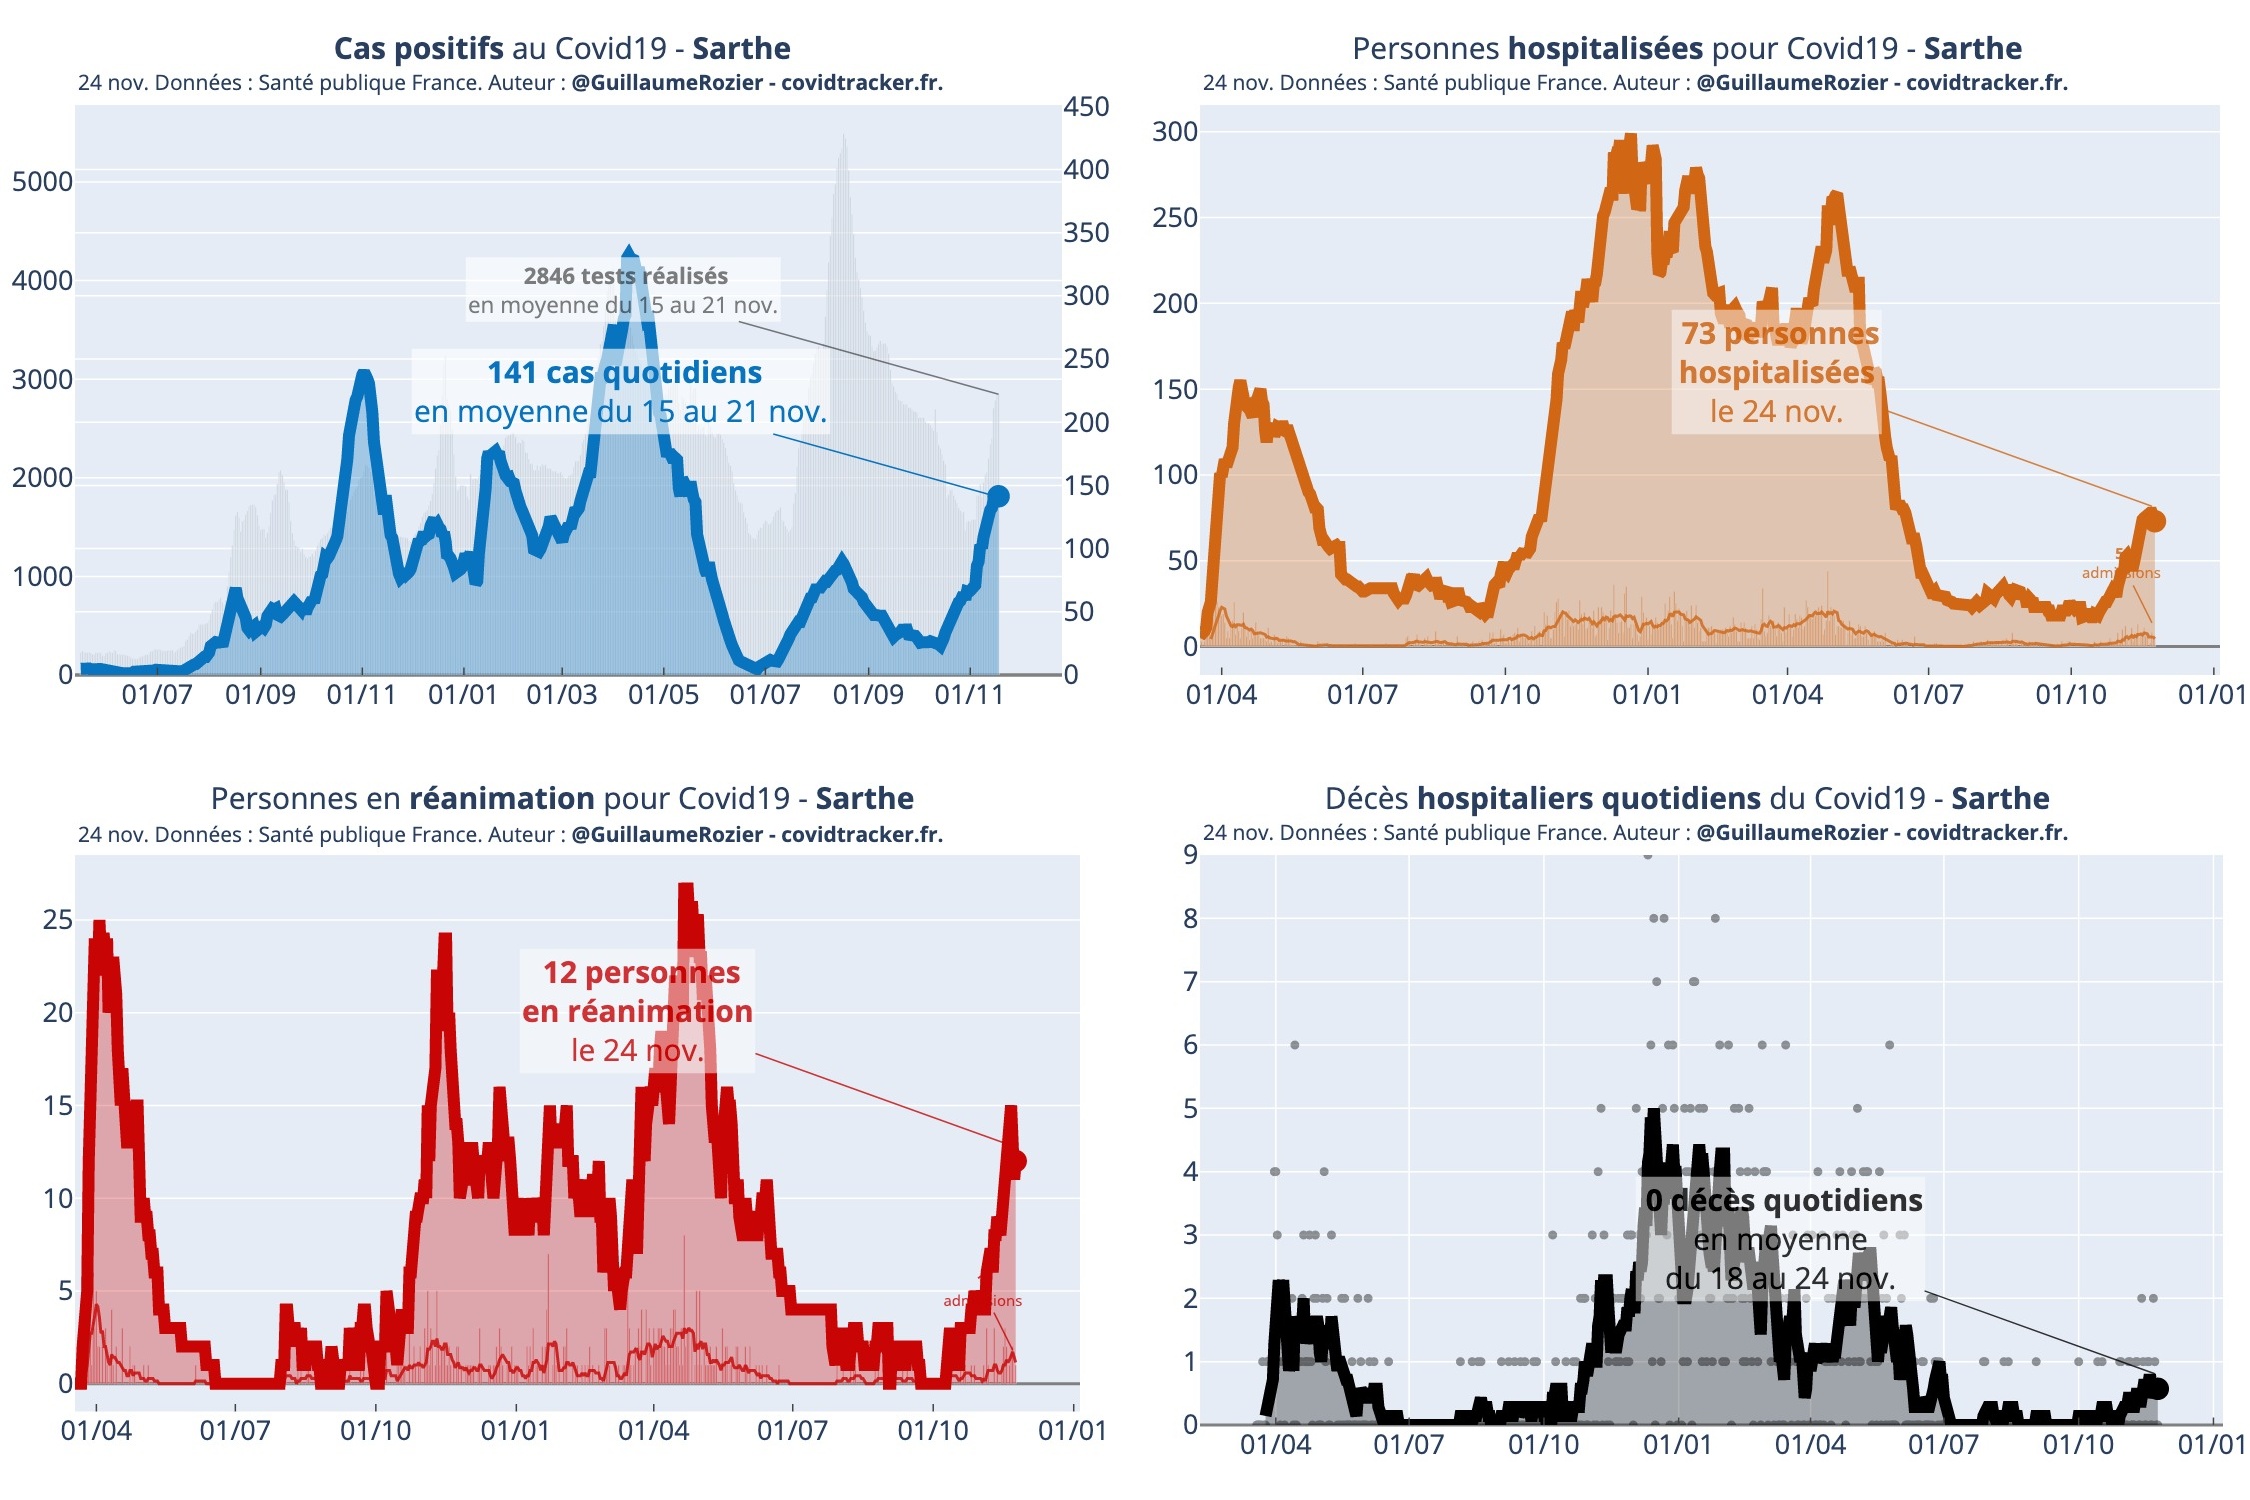 Cas positifs au Covid19 - Sarthe
24 nov. Données : Santé publique France. Auteur : @GuillaumeRozier - covidtracker.fr.
450
400
350
300
250
200
150
100
50
0
5000
4000
3000
2000
1000
0
2846 tests réalisés
en moyenne du 15 au 21 nov.
141 cas quotidiens
en moyenne du 15 au 21 nov.
01/07 01/09 01/11 01/01 01/03 01/05 01/07 01/09 01/11
Personnes hospitalisées pour Covid19 - Sarthe
24 nov. Données : Santé publique France. Auteur : @GuillaumeRozier - covidtracker.fr.
300
250
200
150
100
50
0
73 personnes
hospitalisées
le 24 nov.
admissions
01/04 01/07 01/10 01/01 01/04 01/07 01/10 01/01
Personnes en réanimation pour Covid19 - Sarthe
24 nov. Données : Santé publique France. Auteur : @GuillaumeRozier - covidtracker.fr.
25
20
15
10
5
0
12 personnes
en réanimation
le 24 nov.
admissions
01/04 01/07 01/10 01/01 01/04 01/07 01/10 01/01
Décès hospitaliers quotidiens du Covid19 - Sarthe
24 nov. Données : Santé publique France. Auteur : @GuillaumeRozier - covidtracker.fr.
9
8
7
6
5
4
3
2
1
0
0 décès quotidiens
en moyenne
du 18 au 24 nov.
01/04 01/07 01/10 01/01 01/04 01/07 01/10 01/01